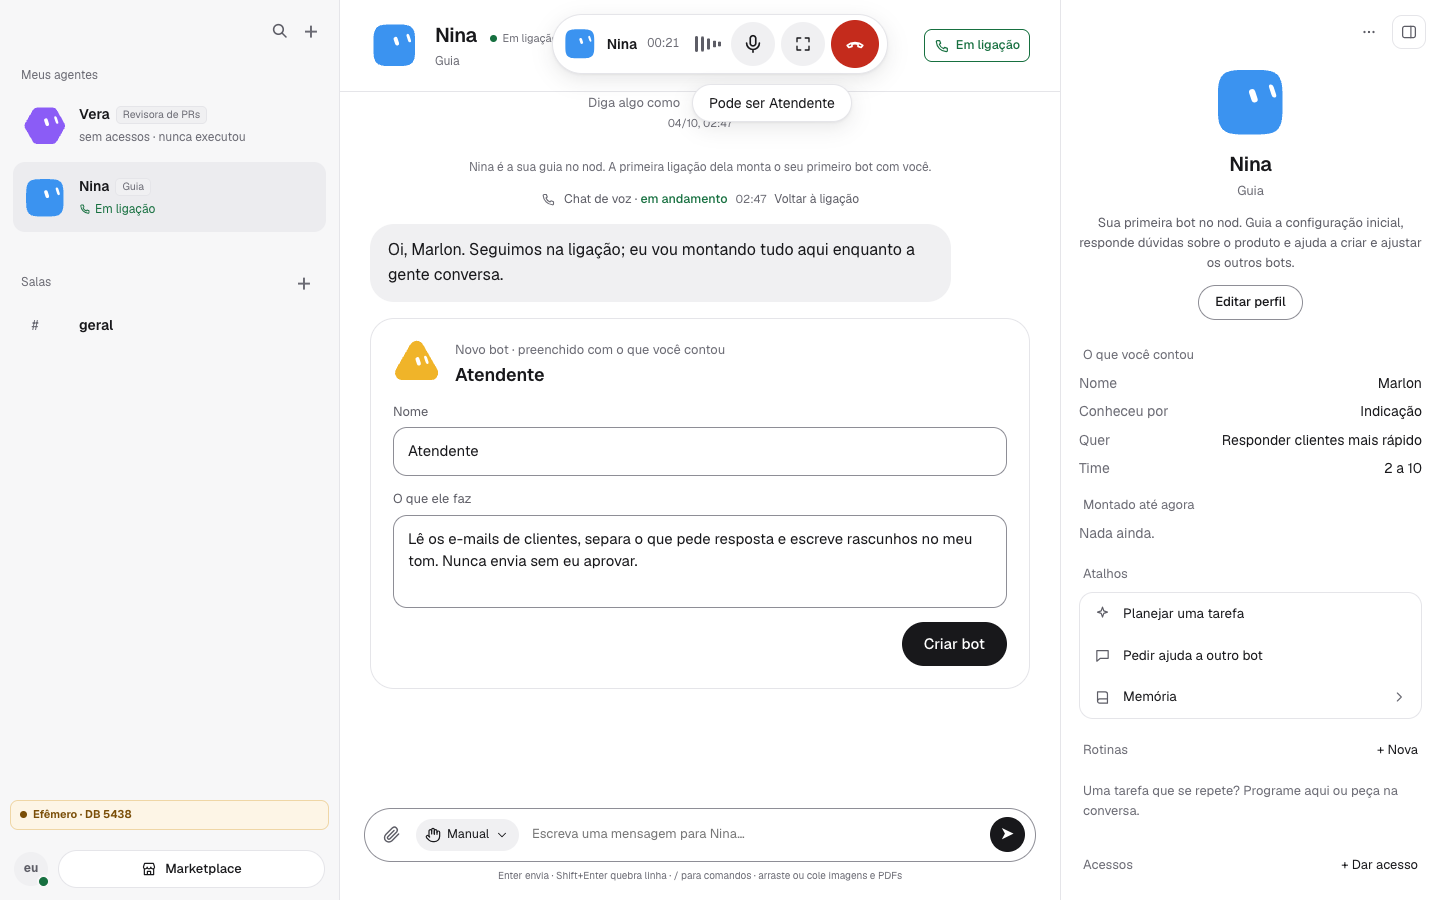 Meus agentes
Vera Revisora de PRs
sem acessos · nunca executou
Nina Guia
Em ligação
Salas
# geral
Efêmero · DB 5438
eu
Marketplace
Nina
Guia
Nina 00:21
Em ligação
Diga algo como
Pode ser Atendente
04/10, 02:47
Nina é a sua guia no nod. A primeira ligação dela monta o seu primeiro bot com você.
Chat de voz · em andamento 02:47 Voltar à ligação
Oi, Marlon. Seguimos na ligação; eu vou montando tudo aqui enquanto a
gente conversa.
Novo bot · preenchido com o que você contou
Atendente
Nome
Atendente
O que ele faz
Lê os e-mails de clientes, separa o que pede resposta e escreve rascunhos no meu
tom. Nunca envia sem eu aprovar.
Criar bot
Manual
Escreva uma mensagem para Nina...
Enter envia · Shift+Enter quebra linha · / para comandos · arraste ou cole imagens e PDFs
Nina
Guia
Sua primeira bot no nod. Guia a configuração inicial,
responde dúvidas sobre o produto e ajuda a criar e ajustar
os outros bots.
Editar perfil
O que você contou
Nome Marlon
Conheceu por Indicação
Quer Responder clientes mais rápido
Time 2 a 10
Montado até agora
Nada ainda.
Atalhos
Planejar uma tarefa
Pedir ajuda a outro bot
Memória
Rotinas + Nova
Uma tarefa que se repete? Programe aqui ou peça na
conversa.
Acessos + Dar acesso